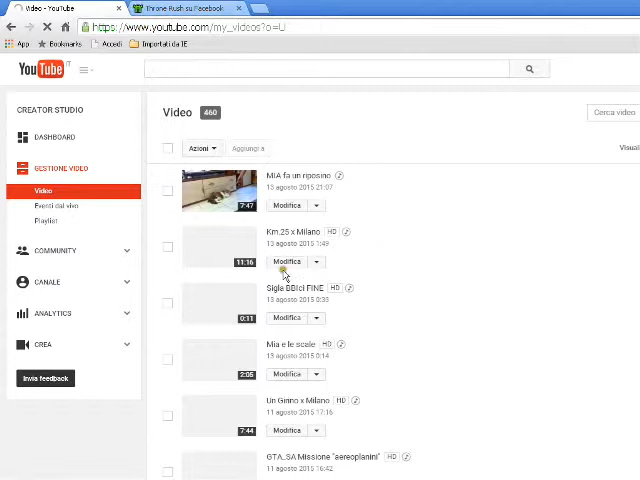 Video - YouTube
Throne Rush su Facebook
https://www.youtube.com/my_videos?o=U
App
Bookmarks
Accedi
Importati da IE
YouTube IT
CREATOR STUDIO
DASHBOARD
GESTIONE VIDEO
Video
Eventi dal vivo
Playlist
COMMUNITY
CANALE
ANALYTICS
CREA
Invia feedback
Video 460
Cerca video
Azioni
Aggiungi a
Visuali
7:47
MIA fa un riposino
13 agosto 2015 21:07
Modifica
11:16
Km.25 x Milano HD
13 agosto 2015 1:49
Modifica
0:11
Sigla BBIci FINE HD
13 agosto 2015 0:33
Modifica
2:05
Mia e le scale HD
13 agosto 2015 0:14
Modifica
7:44
Un Girino x Milano HD
11 agosto 2015 17:16
Modifica
GTA_SA Missione "aereoplanini" HD
11 agosto 2015 16:42